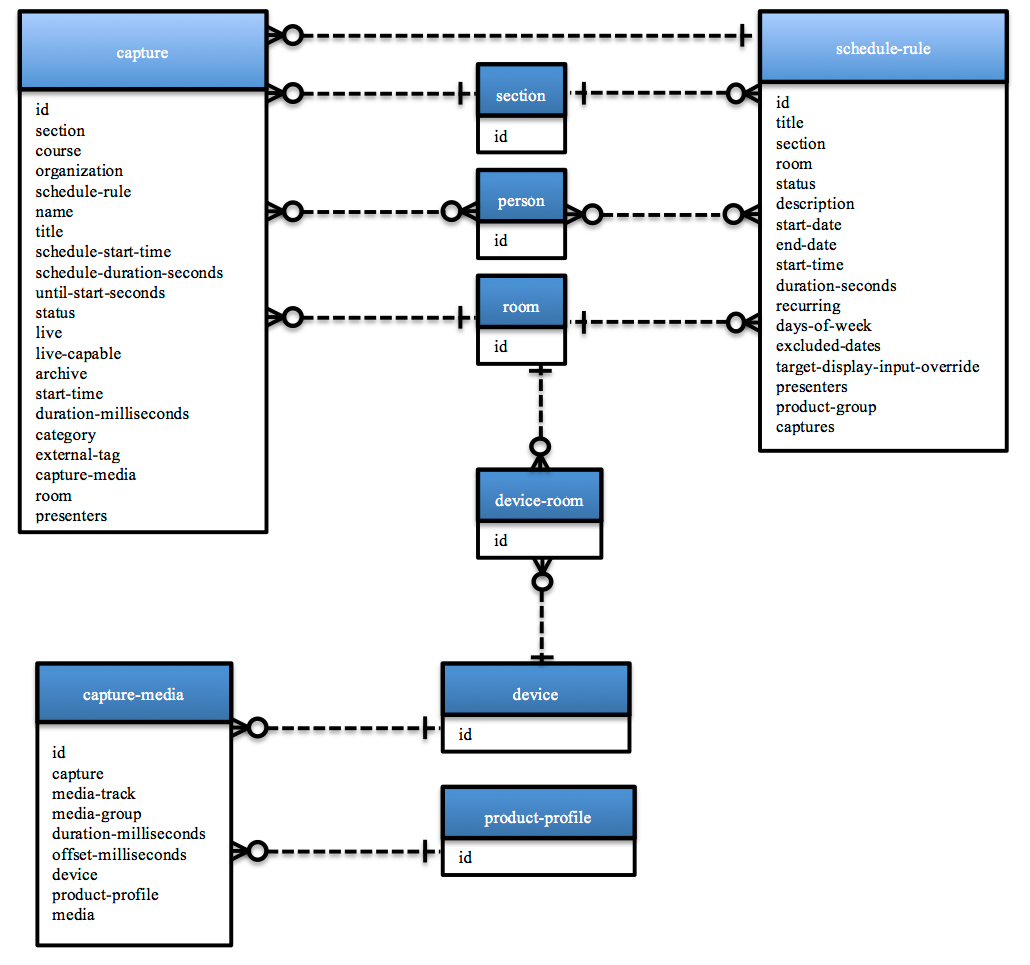 capture
id
section
course
organization
schedule-rule
name
title
schedule-start-time
schedule-duration-seconds
until-start-seconds
status
live
live-capable
archive
start-time
duration-milliseconds
category
external-tag
capture-media
room
presenters
section
id
person
id
room
id
schedule-rule
id
title
section
room
status
description
start-date
end-date
start-time
duration-seconds
recurring
days-of-week
excluded-dates
target-display-input-override
presenters
product-group
captures
device-room
id
capture-media
id
capture
media-track
media-group
duration-milliseconds
offset-milliseconds
device
product-profile
media
device
id
product-profile
id